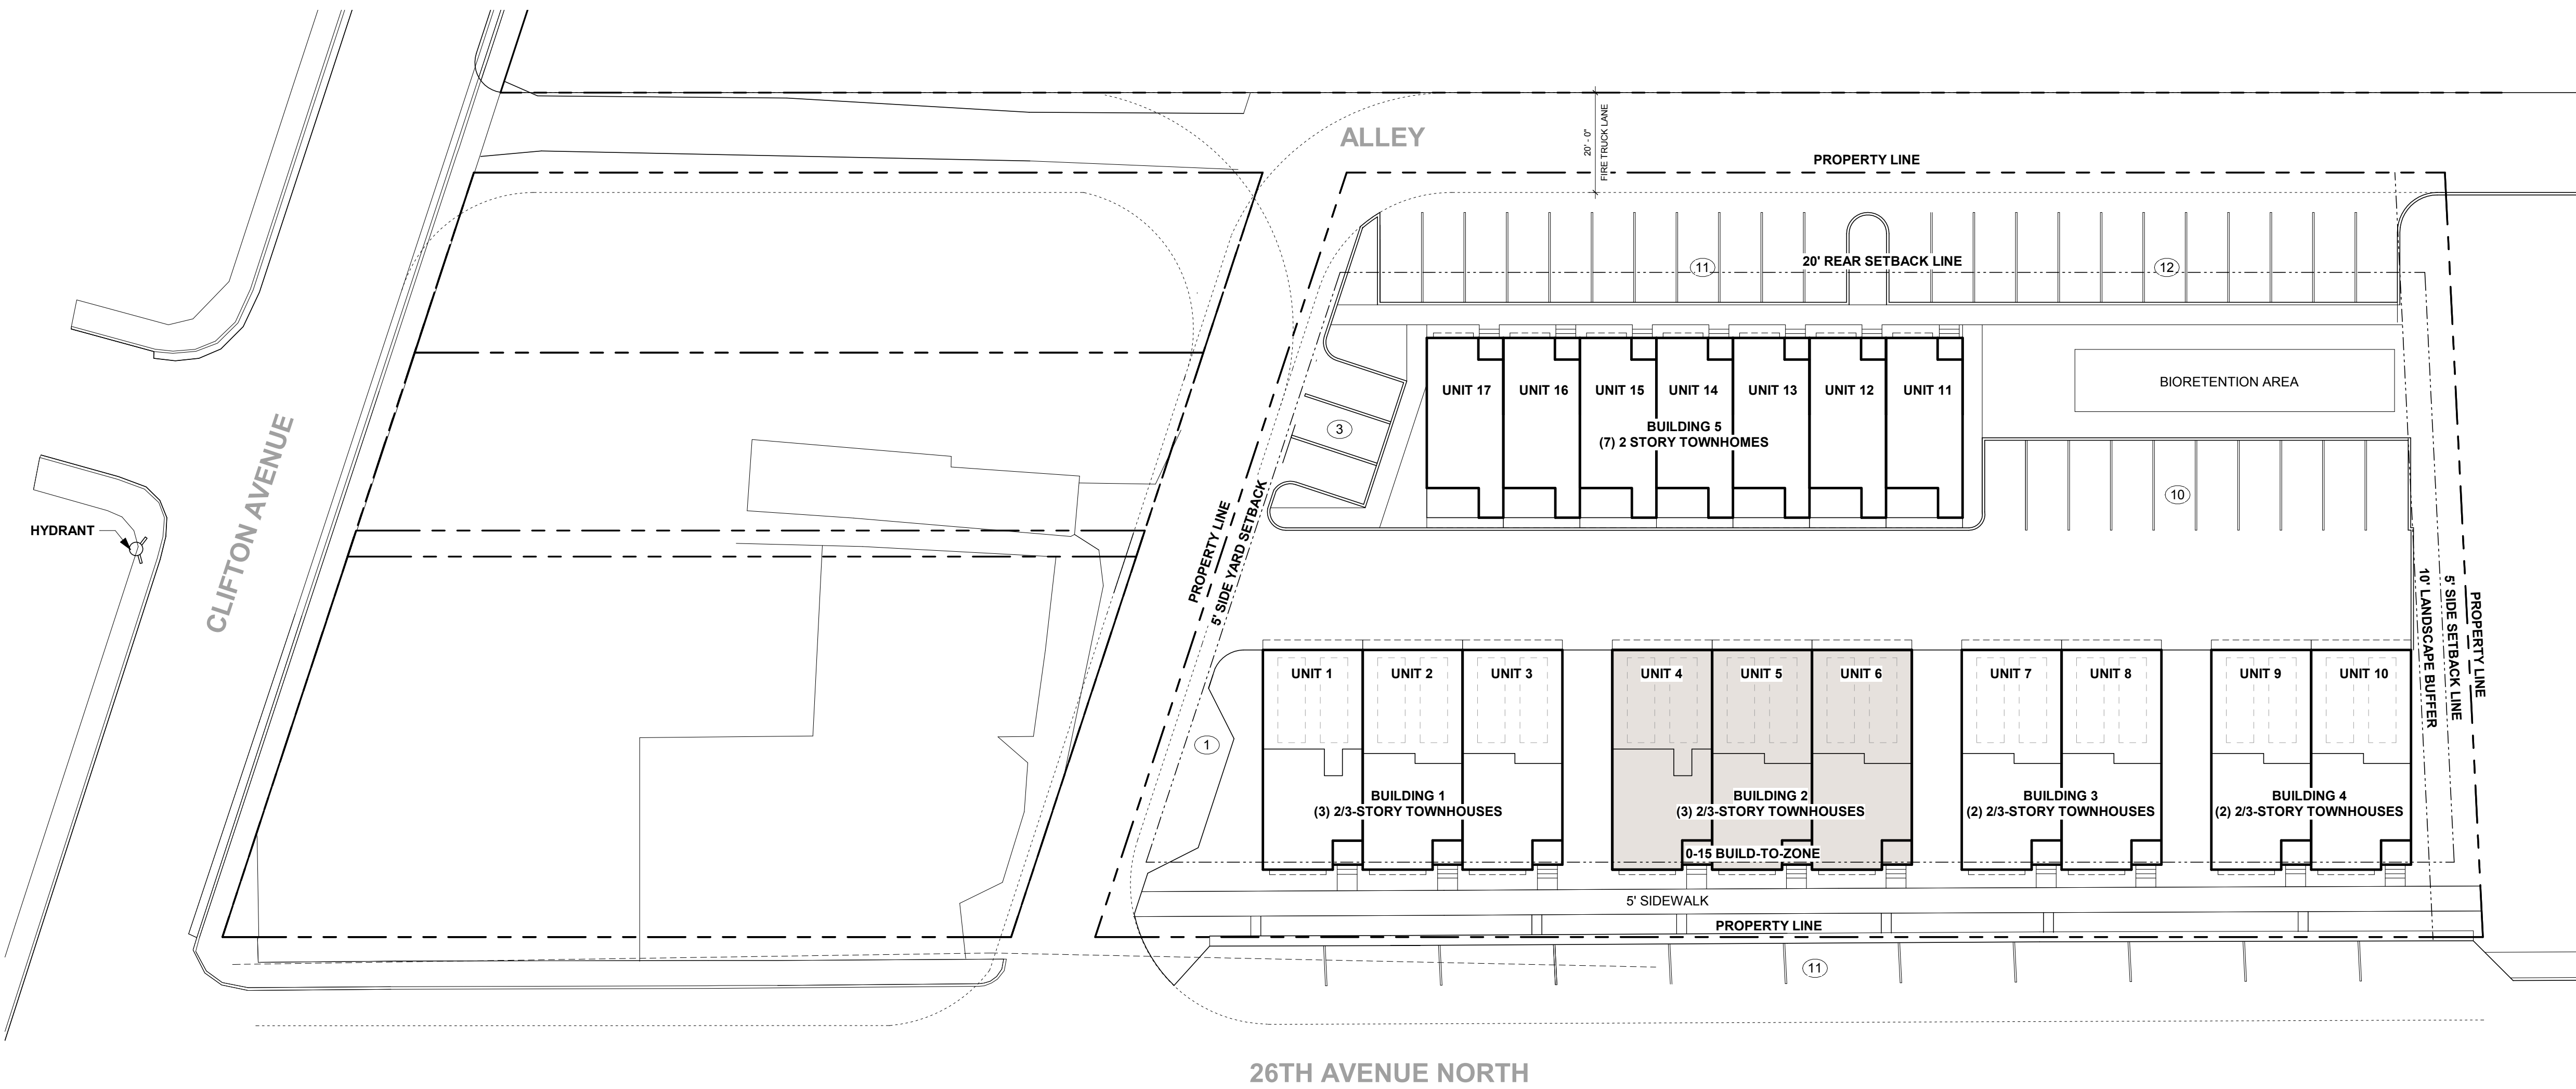 ALLEY
20' - 0"
FIRE TRUCK LANE
PROPERTY LINE
11
20' REAR SETBACK LINE
12
UNIT 17
UNIT 16
UNIT 15
UNIT 14
UNIT 13
UNIT 12
UNIT 11
BUILDING 5
(7) 2 STORY TOWNHOMES
BIORETENTION AREA
3
10
HYDRANT
CLIFTON AVENUE
PROPERTY LINE
5' SIDE YARD SETBACK
10' LANDSCAPE BUFFER
5' SIDE SETBACK LINE
PROPERTY LINE
UNIT 1
UNIT 2
UNIT 3
UNIT 4
UNIT 5
UNIT 6
UNIT 7
UNIT 8
UNIT 9
UNIT 10
1
BUILDING 1
(3) 2/3-STORY TOWNHOUSES
BUILDING 2
(3) 2/3-STORY TOWNHOUSES
BUILDING 3
(2) 2/3-STORY TOWNHOUSES
BUILDING 4
(2) 2/3-STORY TOWNHOUSES
0-15 BUILD-TO-ZONE
5' SIDEWALK
PROPERTY LINE
11
26TH AVENUE NORTH